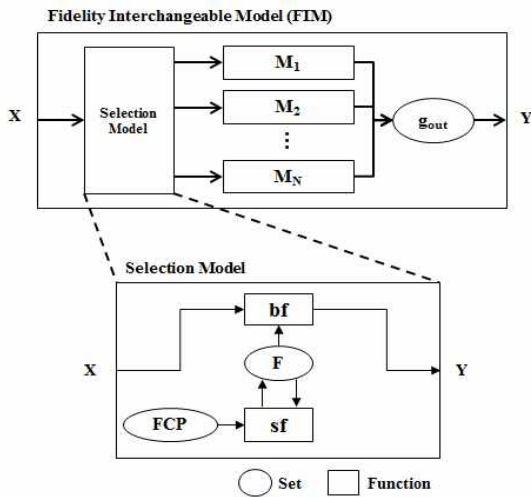 Fidelity Interchangeable Model (FIM)
X
Selection
Model
M1
M2
⋮
MN
gout
Y
Selection Model
X
bf
F
FCP
sf
Y
Set
Function